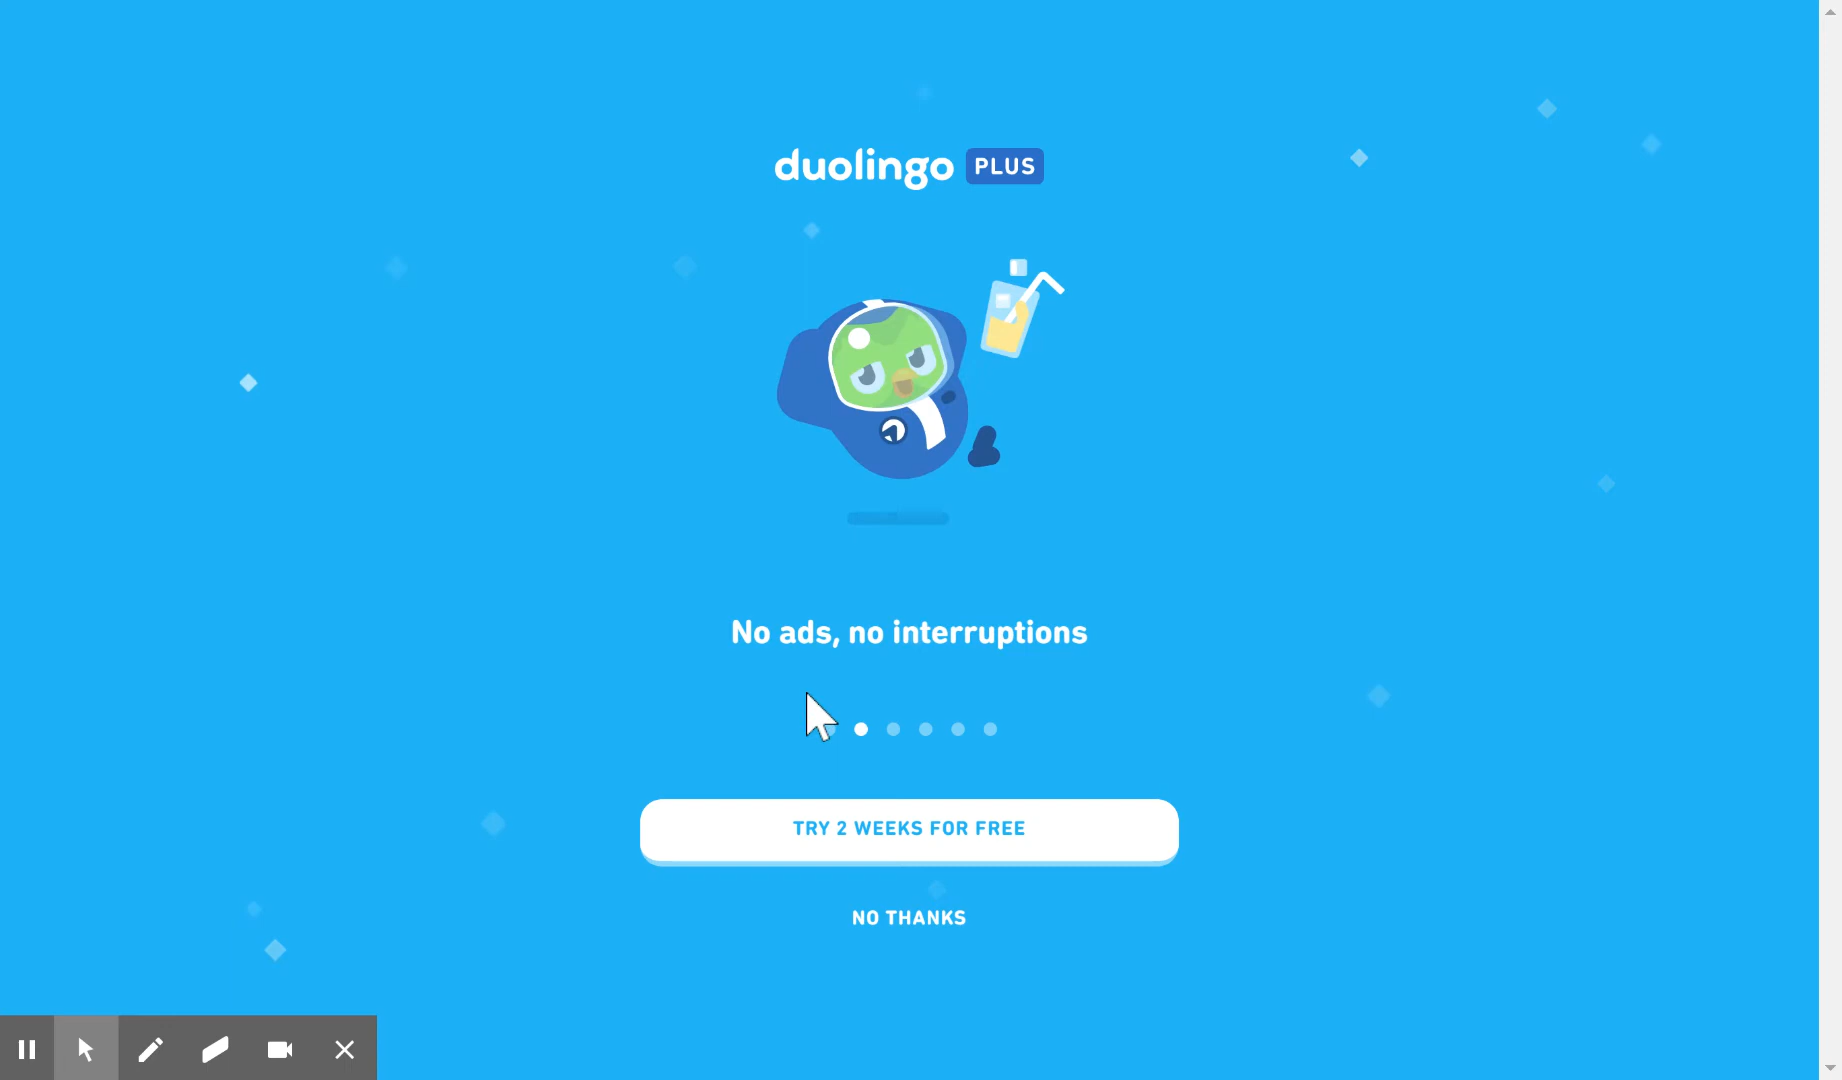 duolingo PLUS
No ads, no interruptions
TRY 2 WEEKS FOR FREE
NO THANKS